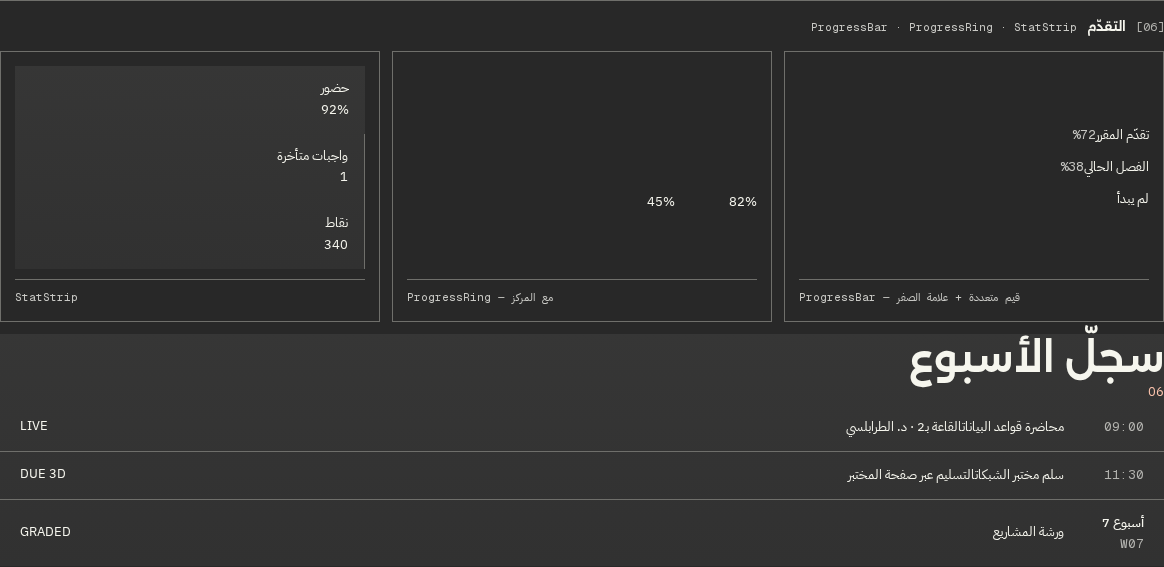 [06] التقدّم ProgressBar · ProgressRing · StatStrip
تقدّم المقرر72%
الفصل الحالي38%
لم يبدأ
ProgressBar — قيم متعددة + علامة الصفر
82% 45%
ProgressRing — مع المركز
حضور
92%
واجبات متأخرة
1
نقاط
340
StatStrip
سجلّ الأسبوع
06
09:00 محاضرة قواعد البياناتالقاعة ب2 · د. الطرابلسي LIVE
11:30 سلم مختبر الشبكاتالتسليم عبر صفحة المختبر DUE 3D
أسبوع 7
W07 ورشة المشاريع GRADED